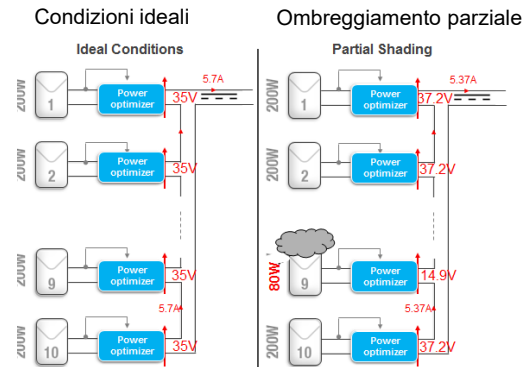 Condizioni ideali
Ideal Conditions
5.7A
200W
1
Power
optimizer
35V
200W
2
Power
optimizer
35V
200W
9
Power
optimizer
35V
5.7A
200W
10
Power
optimizer
35V
Ombreggiamento parziale
Partial Shading
5.37A
200W
1
Power
optimizer
37.2V
200W
2
Power
optimizer
37.2V
80W
9
Power
optimizer
14.9V
5.37A
200W
10
Power
optimizer
37.2V